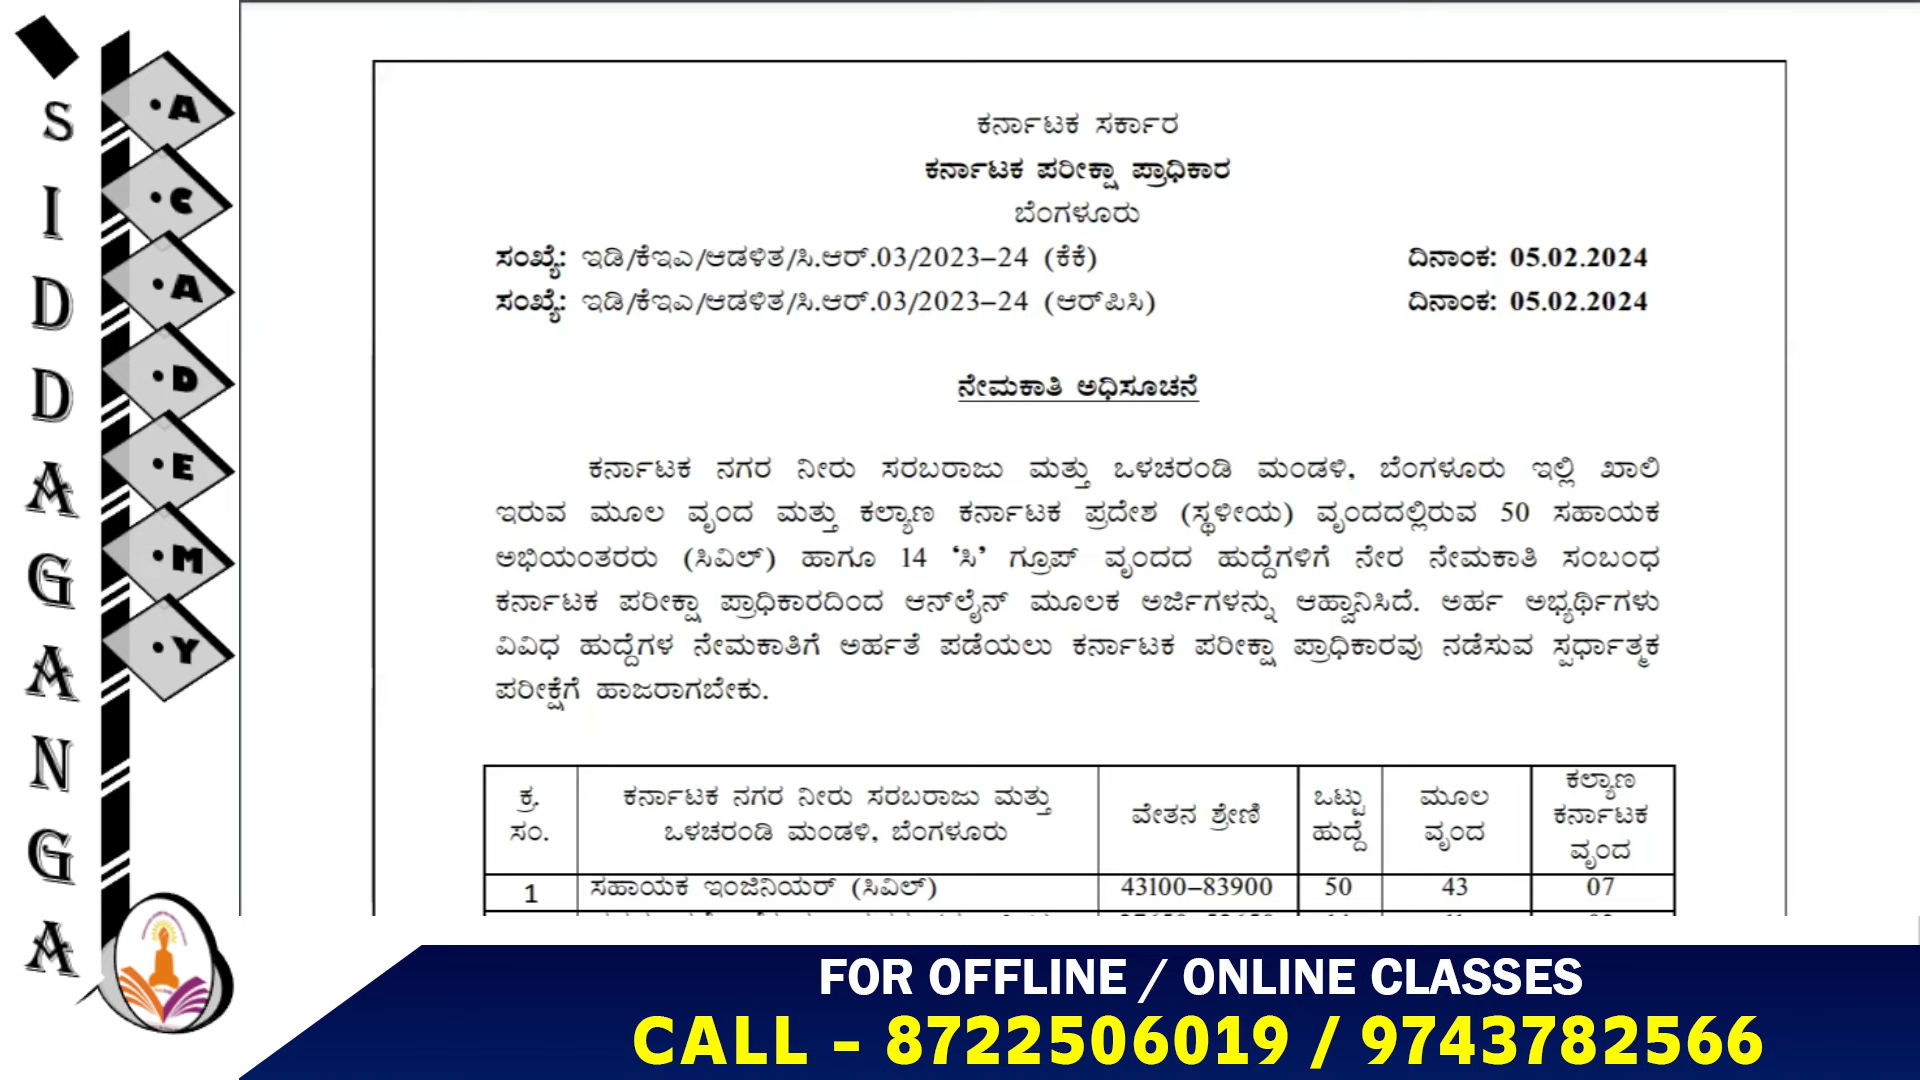 SIDDAGANGA
•A
•C
•A
•D
•E
•M
•Y
ಕರ್ನಾಟಕ ಸರ್ಕಾರ
ಕರ್ನಾಟಕ ಪರೀಕ್ಷಾ ಪ್ರಾಧಿಕಾರ
ಬೆಂಗಳೂರು
ಸಂಖ್ಯೆ: ಇಡಿ/ಕೆಇಎ/ಆಡಳಿತ/ಸಿ.ಆರ್.03/2023–24 (ಕೆಕೆ) ದಿನಾಂಕ: 05.02.2024
ಸಂಖ್ಯೆ: ಇಡಿ/ಕೆಇಎ/ಆಡಳಿತ/ಸಿ.ಆರ್.03/2023–24 (ಆರ್‌ಪಿಸಿ) ದಿನಾಂಕ: 05.02.2024
ನೇಮಕಾತಿ ಅಧಿಸೂಚನೆ
ಕರ್ನಾಟಕ ನಗರ ನೀರು ಸರಬರಾಜು ಮತ್ತು ಒಳಚರಂಡಿ ಮಂಡಳಿ, ಬೆಂಗಳೂರು ಇಲ್ಲಿ ಖಾಲಿ
ಇರುವ ಮೂಲ ವೃಂದ ಮತ್ತು ಕಲ್ಯಾಣ ಕರ್ನಾಟಕ ಪ್ರದೇಶ (ಸ್ಥಳೀಯ) ವೃಂದದಲ್ಲಿರುವ 50 ಸಹಾಯಕ
ಅಭಿಯಂತರರು (ಸಿವಿಲ್) ಹಾಗೂ 14 ‘ಸಿ’ ಗ್ರೂಪ್ ವೃಂದದ ಹುದ್ದೆಗಳಿಗೆ ನೇರ ನೇಮಕಾತಿ ಸಂಬಂಧ
ಕರ್ನಾಟಕ ಪರೀಕ್ಷಾ ಪ್ರಾಧಿಕಾರದಿಂದ ಆನ್‌ಲೈನ್ ಮೂಲಕ ಅರ್ಜಿಗಳನ್ನು ಆಹ್ವಾನಿಸಿದೆ. ಅರ್ಹ ಅಭ್ಯರ್ಥಿಗಳು
ವಿವಿಧ ಹುದ್ದೆಗಳ ನೇಮಕಾತಿಗೆ ಅರ್ಹತೆ ಪಡೆಯಲು ಕರ್ನಾಟಕ ಪರೀಕ್ಷಾ ಪ್ರಾಧಿಕಾರವು ನಡೆಸುವ ಸ್ಪರ್ಧಾತ್ಮಕ
ಪರೀಕ್ಷೆಗೆ ಹಾಜರಾಗಬೇಕು.
ಕ್ರ. ಸಂ. ಕರ್ನಾಟಕ ನಗರ ನೀರು ಸರಬರಾಜು ಮತ್ತು ಒಳಚರಂಡಿ ಮಂಡಳಿ, ಬೆಂಗಳೂರು ವೇತನ ಶ್ರೇಣಿ ಒಟ್ಟು ಹುದ್ದೆ ಮೂಲ ವೃಂದ ಕಲ್ಯಾಣ ಕರ್ನಾಟಕ ವೃಂದ
1 ಸಹಾಯಕ ಇಂಜಿನಿಯರ್ (ಸಿವಿಲ್) 43100–83900 50 43 07
FOR OFFLINE / ONLINE CLASSES
CALL – 8722506019 / 9743782566